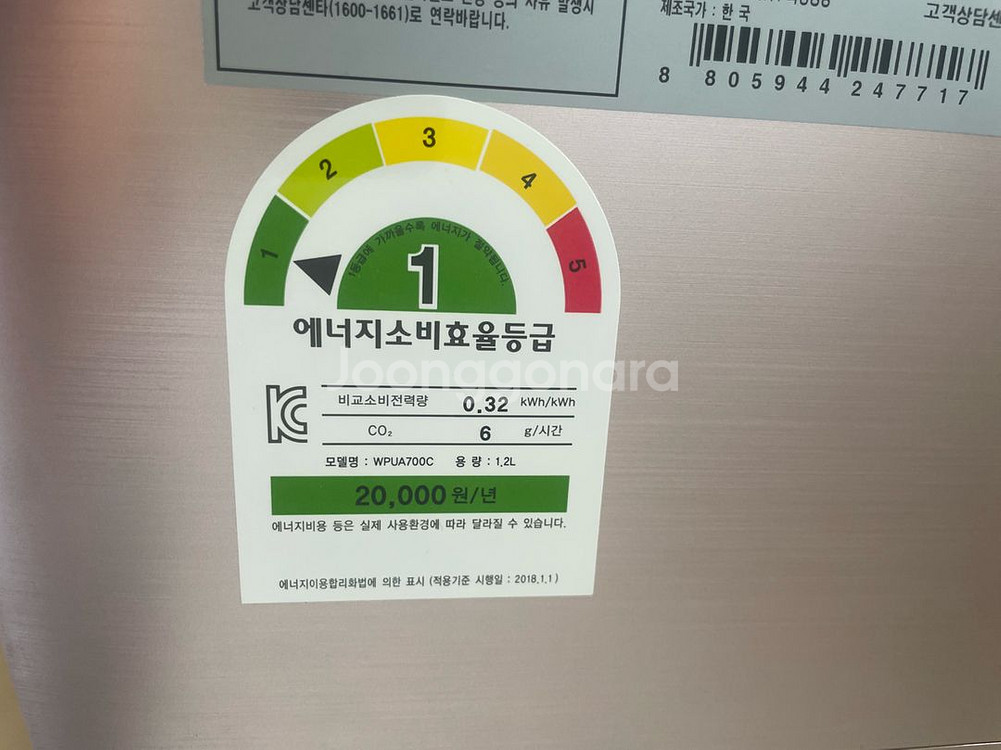 고객상담센타(1600-1661)로 연락바랍니다.
제조국가 : 한 국
고객상담센
8 805944 247717
1
2
3
4
5
1등급에 가까울수록 에너지가 절약됩니다.
1
에너지소비효율등급
Joonggonara
비교소비전력량 0.32 kWh/kWh
CO₂ 6 g/시간
모델명 : WPUA700C 용 량 : 1.2L
20,000 원/년
에너지비용 등은 실제 사용환경에 따라 달라질 수 있습니다.
에너지이용합리화법에 의한 표시 (적용기준 시행일 : 2018.1.1)